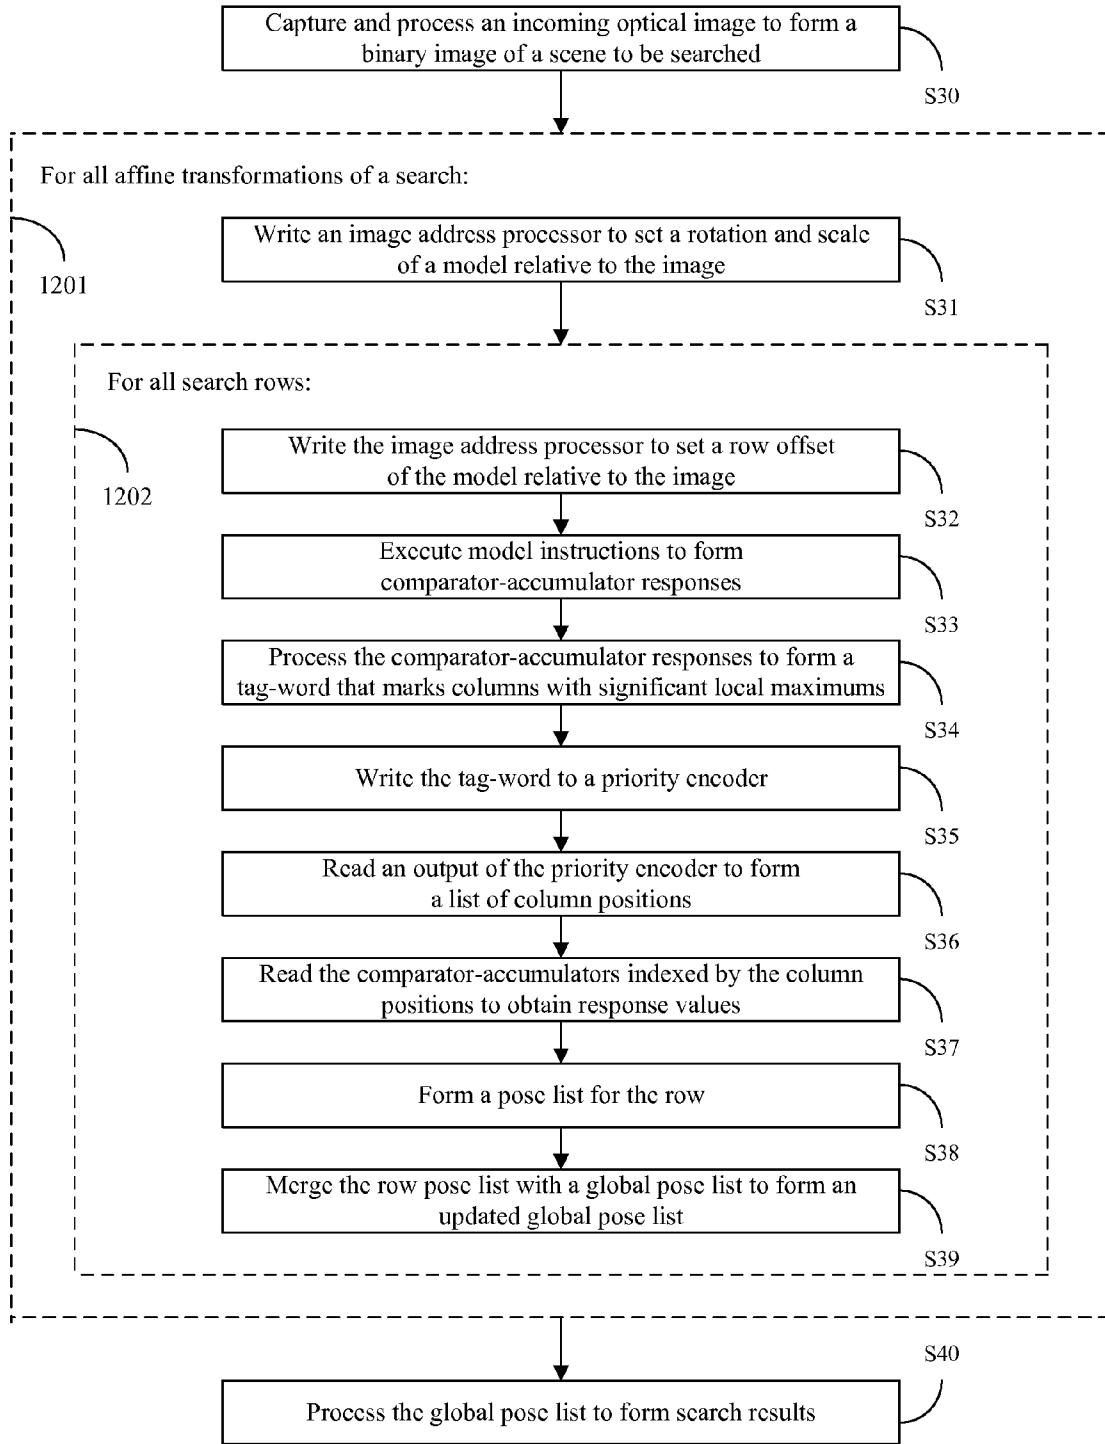 Capture and process an incoming optical image to form a
binary image of a scene to be searched
S30
For all affine transformations of a search:
1201
Write an image address processor to set a rotation and scale
of a model relative to the image
S31
For all search rows:
1202
Write the image address processor to set a row offset
of the model relative to the image
S32
Execute model instructions to form
comparator-accumulator responses
S33
Process the comparator-accumulator responses to form a
tag-word that marks columns with significant local maximums
S34
Write the tag-word to a priority encoder
S35
Read an output of the priority encoder to form
a list of column positions
S36
Read the comparator-accumulators indexed by the column
positions to obtain response values
S37
Form a pose list for the row
S38
Merge the row pose list with a global pose list to form an
updated global pose list
S39
S40
Process the global pose list to form search results